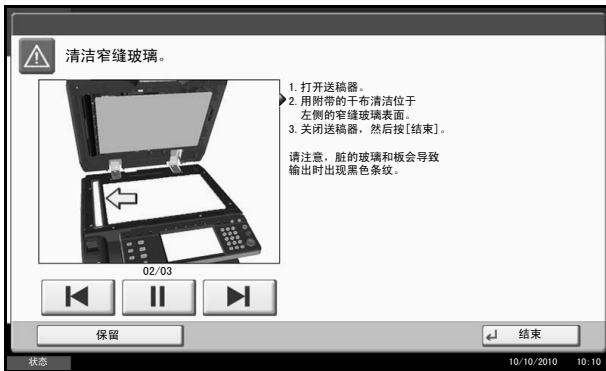 清洁窄缝玻璃。
1. 打开送稿器。
2. 用附带的干布清洁位于
左侧的窄缝玻璃表面。
3. 关闭送稿器，然后按[结束]。
请注意，脏的玻璃和板会导致
输出时出现黑色条纹。
02/03
保留
结束
状态
10/10/2010 10:10